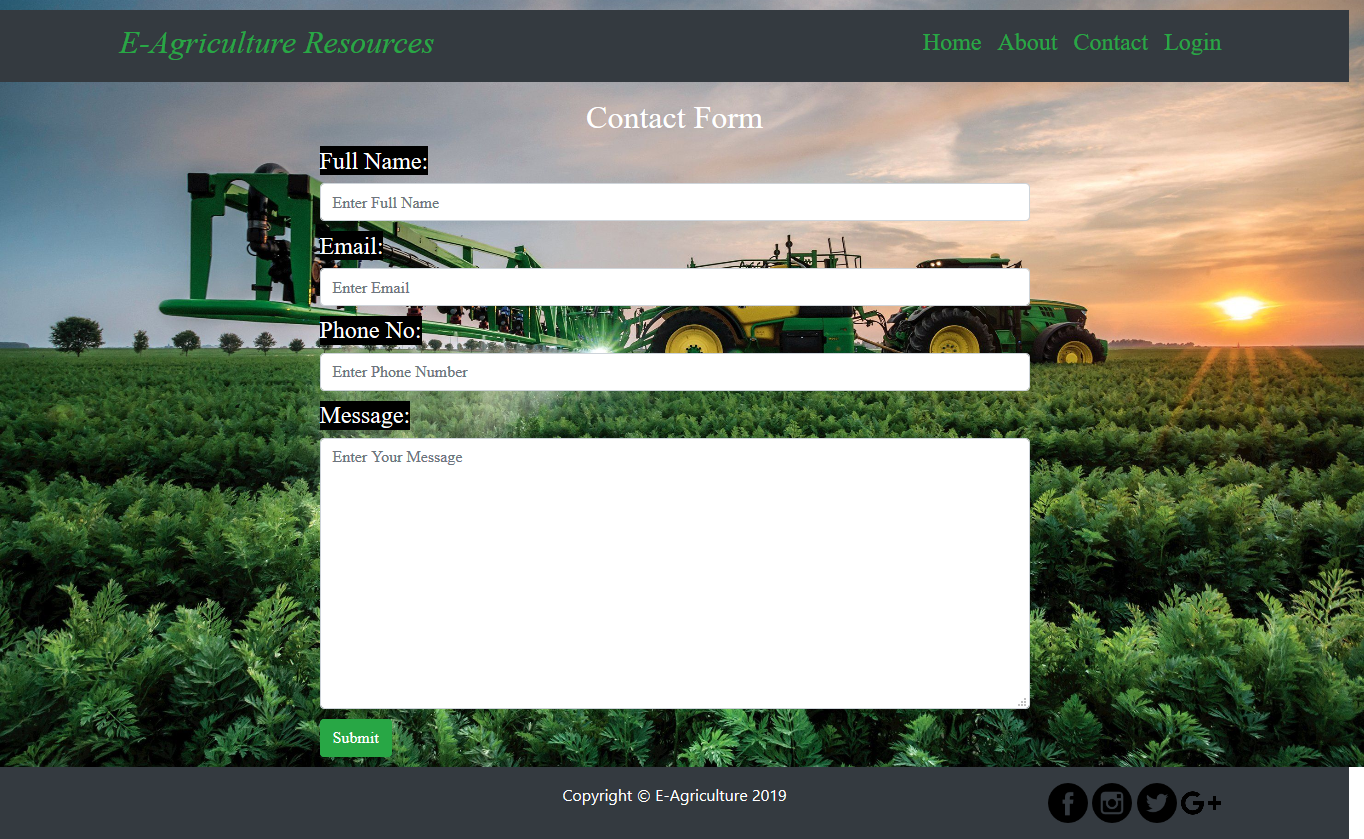 E-Agriculture Resources
Home About Contact Login
Contact Form
Full Name:
Enter Full Name
Email:
Enter Email
Phone No:
Enter Phone Number
Message:
Enter Your Message
Submit
Copyright © E-Agriculture 2019
G+